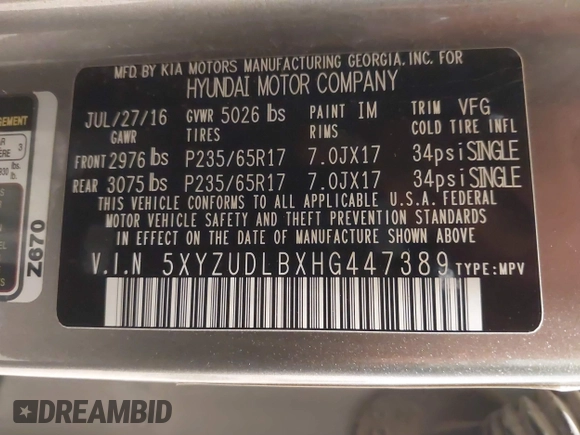 MFD. BY KIA MOTORS MANUFACTURING GEORGIA, INC. FOR
HYUNDAI MOTOR COMPANY
JUL/27/16 GVWR 5026 lbs PAINT IM TRIM VFG
GAWR TIRES RIMS COLD TIRE INFL
FRONT 2976 lbs P235/65R17 7.0JX17 34psi SINGLE
REAR 3075 lbs P235/65R17 7.0JX17 34psi SINGLE
THIS VEHICLE CONFORMS TO ALL APPLICABLE U.S.A. FEDERAL
MOTOR VEHICLE SAFETY AND THEFT PREVENTION STANDARDS
IN EFFECT ON THE DATE OF MANUFACTURE SHOWN ABOVE.
V.I.N 5XYZUDLBXHG447389 TYPE:MPV
3
Z670
DREAMBID